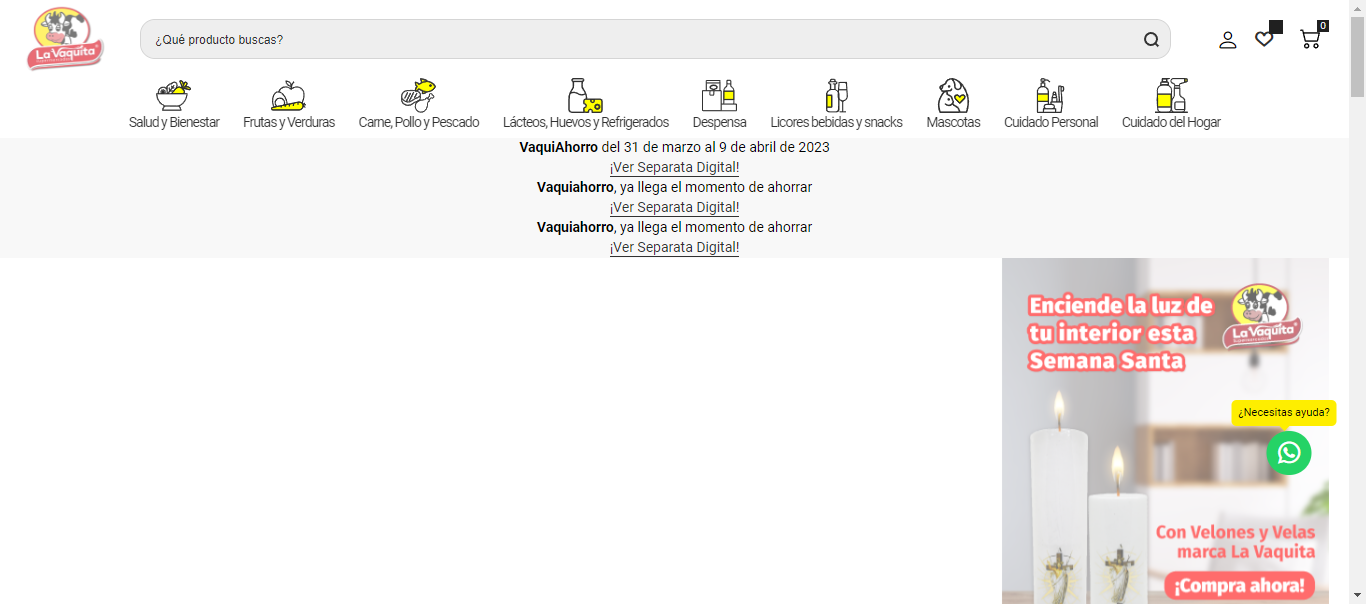 La Vaquita
¿Qué producto buscas?
0
Salud y Bienestar
Frutas y Verduras
Carne, Pollo y Pescado
Lácteos, Huevos y Refrigerados
Despensa
Licores bebidas y snacks
Mascotas
Cuidado Personal
Cuidado del Hogar
VaquiAhorro del 31 de marzo al 9 de abril de 2023
¡Ver Separata Digital!
Vaquiahorro, ya llega el momento de ahorrar
¡Ver Separata Digital!
Vaquiahorro, ya llega el momento de ahorrar
¡Ver Separata Digital!
Enciende la luz de
tu interior esta
Semana Santa
La Vaquita
Supermercados
¿Necesitas ayuda?
Con Velones y Velas
marca La Vaquita
¡Compra ahora!